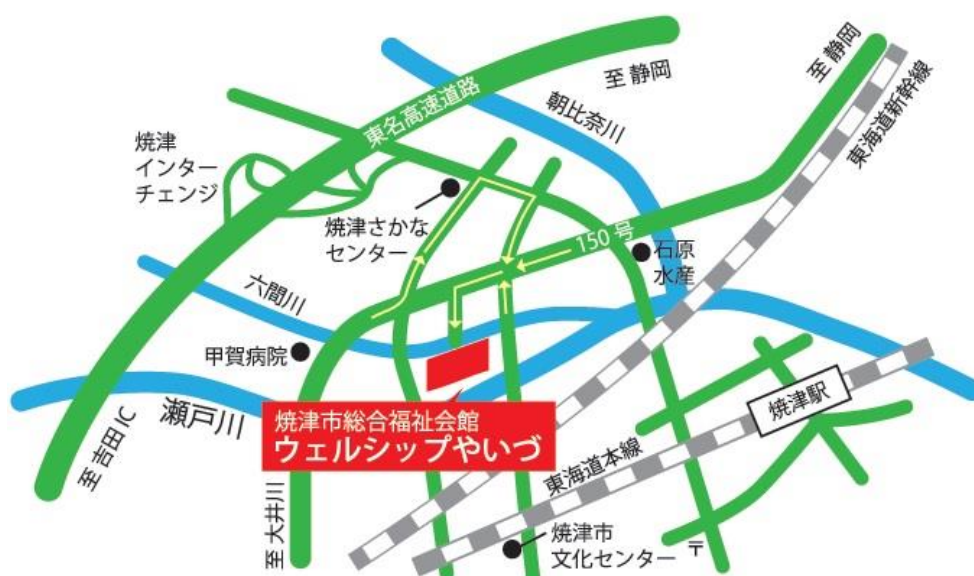 至 静岡
至 静岡
東名高速道路
朝比奈川
東海道新幹線
焼津
インター
チェンジ
焼津さかな
センター
150 号
石原
水産
六間川
甲賀病院
瀬戸川
至 吉田 IC
焼津市総合福祉会館
ウェルシップやいづ
焼津駅
東海道本線
至 大井川
焼津市
文化センター
〒